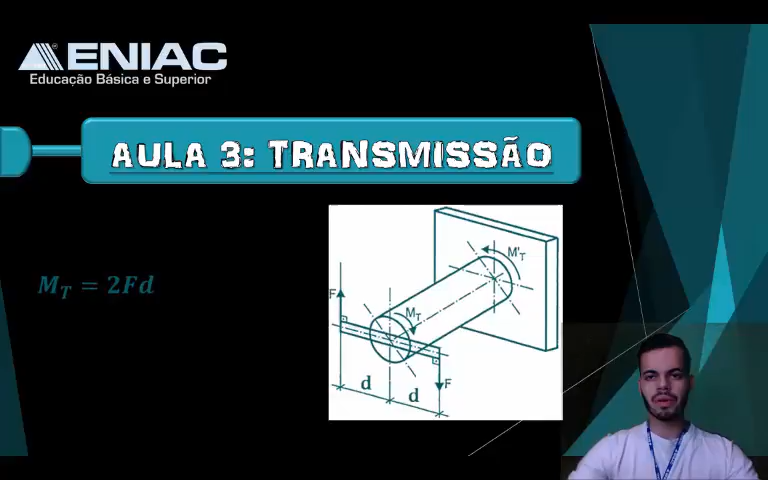 ENIAC
Educação Básica e Superior
AULA 3: TRANSMISSÃO
M_T = 2Fd
M'_T
F
M_T
F
d
d